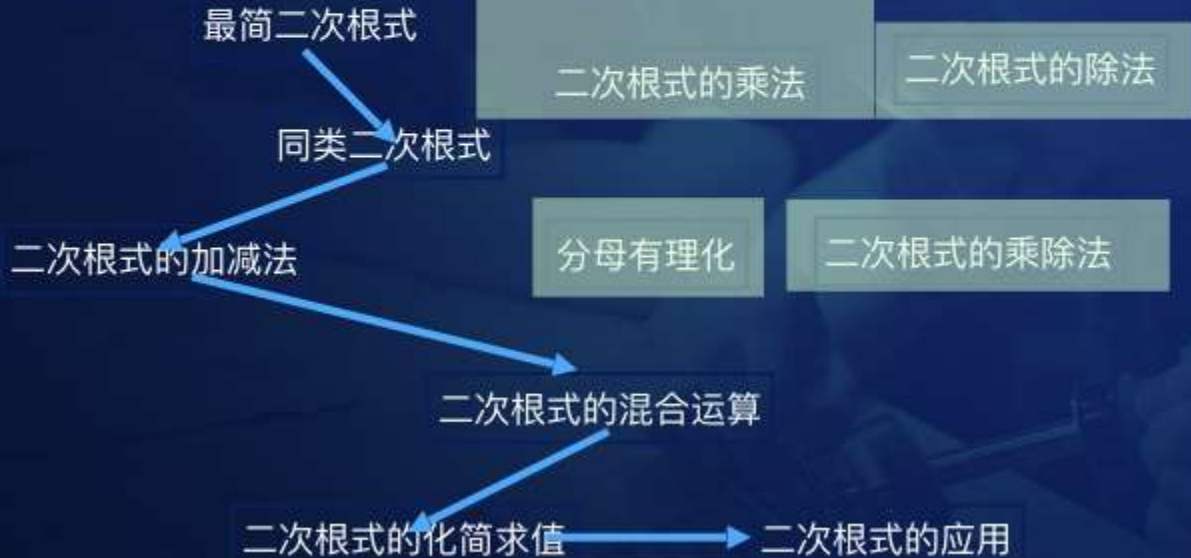 最简二次根式
二次根式的乘法
二次根式的除法
同类二次根式
二次根式的加减法
分母有理化
二次根式的乘除法
二次根式的混合运算
二次根式的化简求值
二次根式的应用